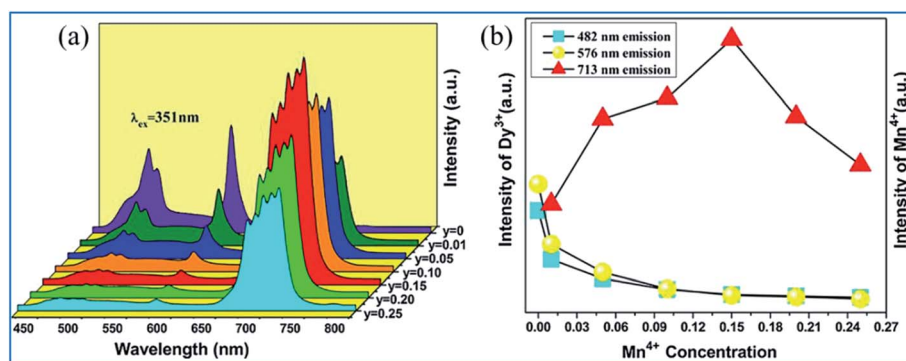 (a)
λex=351nm
Intensity (a.u.)
y=0
y=0.01
y=0.05
y=0.10
y=0.15
y=0.20
y=0.25
450 500 550 600 650 700 750 800
Wavelength (nm)
(b)
482 nm emission
576 nm emission
713 nm emission
Intensity of Dy³⁺(a.u.)
Intensity of Mn⁴⁺(a.u.)
0.00 0.03 0.06 0.09 0.12 0.15 0.18 0.21 0.24 0.27
Mn⁴⁺ Concentration